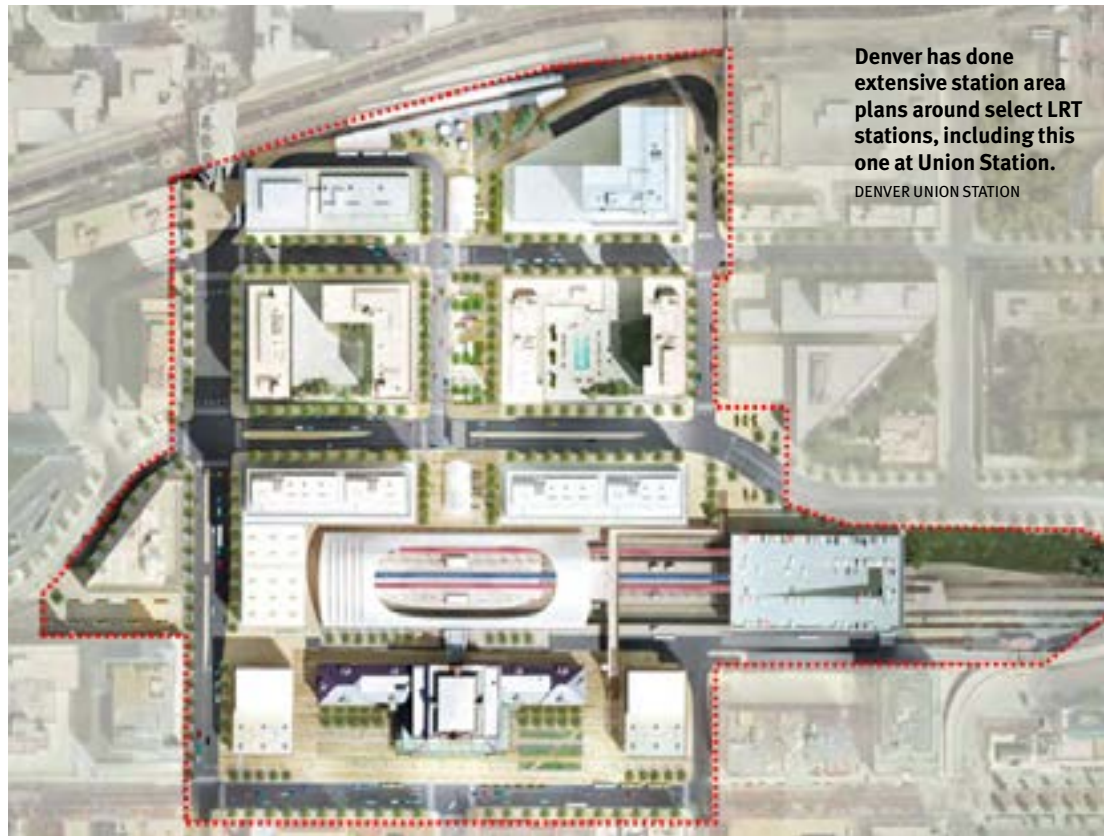 Denver has done
extensive station area
plans around select LRT
stations, including this
one at Union Station.
DENVER UNION STATION